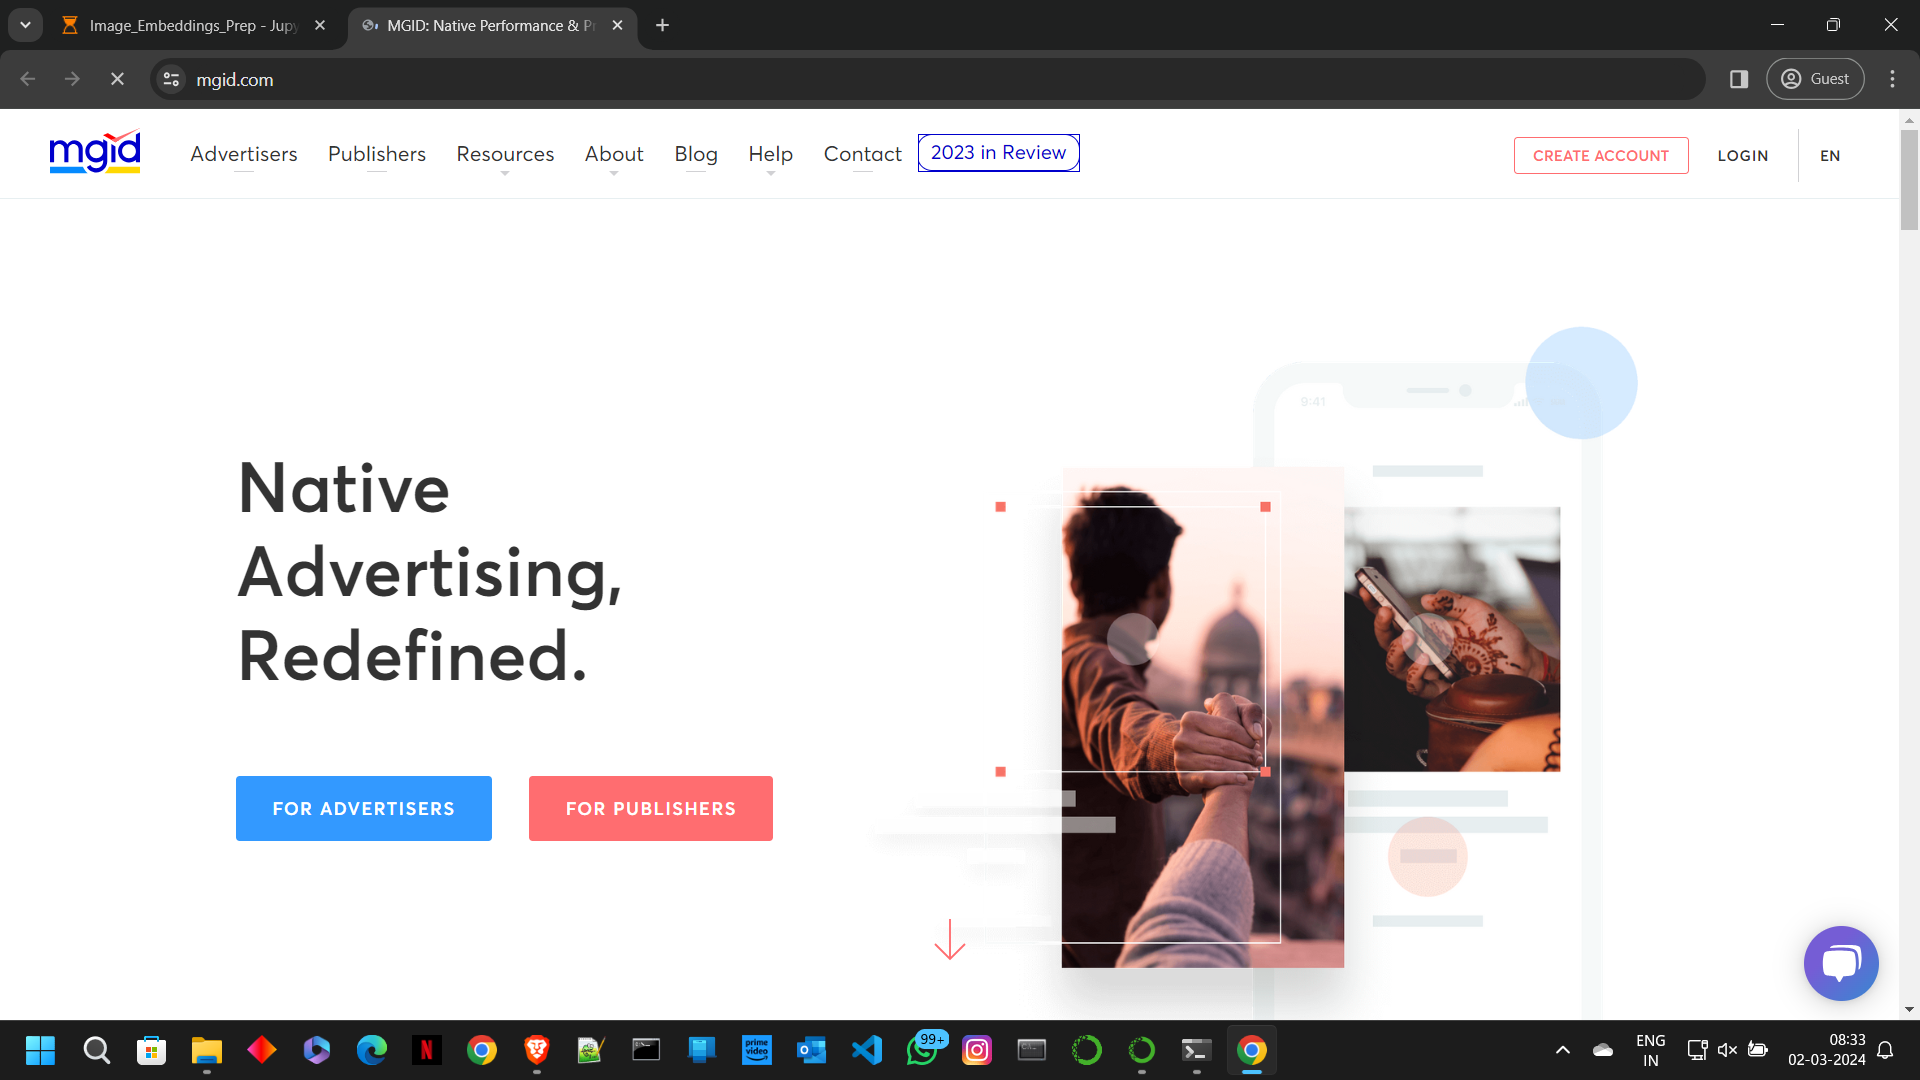 Image_Embeddings_Prep - Jupy
MGID: Native Performance & Pr
mgid.com
Guest
mgid
Advertisers
Publishers
Resources
About
Blog
Help
Contact
2023 in Review
CREATE ACCOUNT
LOGIN
EN
9:41
Native
Advertising,
Redefined.
FOR ADVERTISERS
FOR PUBLISHERS
N
prime
video
99+
ENG
IN
08:33
02-03-2024